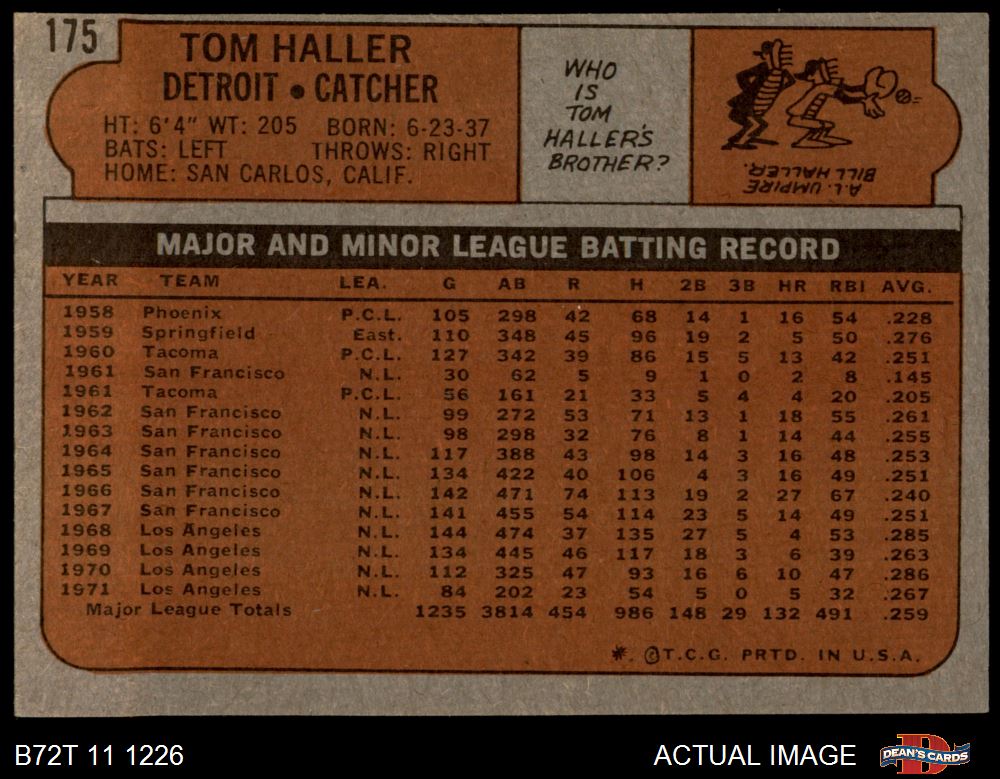 175
TOM HALLER
DETROIT • CATCHER
HT: 6'4" WT: 205 BORN: 6-23-37
BATS: LEFT THROWS: RIGHT
HOME: SAN CARLOS, CALIF.
WHO
IS
TOM
HALLER'S
BROTHER?
A.L. UMPIRE
BILL HALLER.
MAJOR AND MINOR LEAGUE BATTING RECORD
YEAR TEAM LEA. G AB R H 2B 3B HR RBI AVG.
1958 Phoenix P.C.L. 105 298 42 68 14 1 16 54 .228
1959 Springfield East. 110 348 45 96 19 2 5 50 .276
1960 Tacoma P.C.L. 127 342 39 86 15 5 13 42 .251
1961 San Francisco N.L. 30 62 5 9 1 0 2 8 .145
1961 Tacoma P.C.L. 56 161 21 33 5 4 4 20 .205
1962 San Francisco N.L. 99 272 53 71 13 1 18 55 .261
1963 San Francisco N.L. 98 298 32 76 8 1 14 44 .255
1964 San Francisco N.L. 117 388 43 98 14 3 16 48 .253
1965 San Francisco N.L. 134 422 40 106 4 3 16 49 .251
1966 San Francisco N.L. 142 471 74 113 19 2 27 67 .240
1967 San Francisco N.L. 141 455 54 114 23 5 14 49 .251
1968 Los Angeles N.L. 144 474 37 135 27 5 4 53 .285
1969 Los Angeles N.L. 134 445 46 117 18 3 6 39 .263
1970 Los Angeles N.L. 112 325 47 93 16 6 10 47 .286
1971 Los Angeles N.L. 84 202 23 54 5 0 5 32 .267
Major League Totals 1235 3814 454 986 148 29 132 491 .259
*. ©T.C.G. PRTD. IN U.S.A.
B72T 11 1226
ACTUAL IMAGE
DEAN'S CARDS